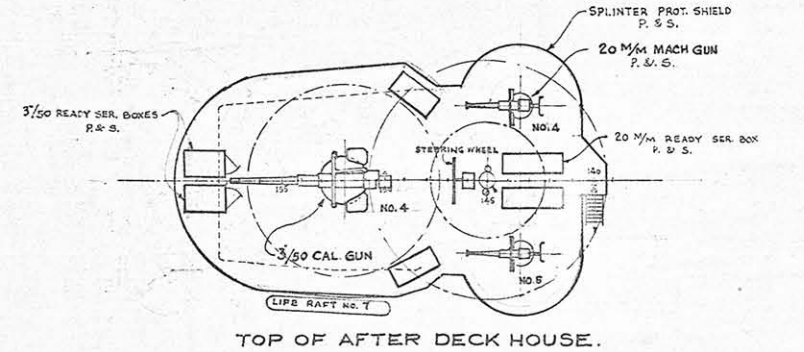 SPLINTER PROT. SHIELD
P. & S.
20 M/M MACH GUN
P. & S.
3"/50 READY SER. BOXES
P. & S.
NO. 4
20 M/M READY SER. BOX
P. & S.
STEERING WHEEL
140
155
150
145
NO. 4
3"/50 CAL. GUN
NO. 5
LIFE RAFT NO. 7
TOP OF AFTER DECK HOUSE.